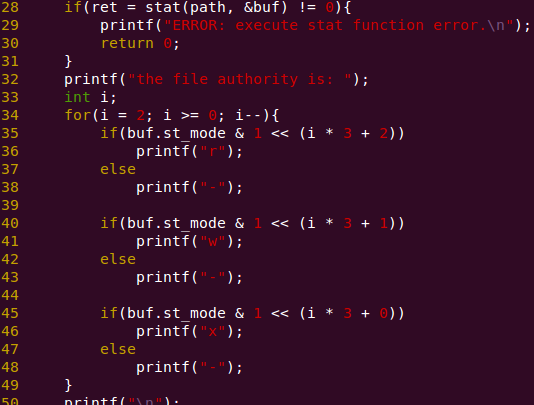 28 if(ret = stat(path, &buf) != 0){
29 printf("ERROR: execute stat function error.\n");
30 return 0;
31 }
32 printf("the file authority is: ");
33 int i;
34 for(i = 2; i >= 0; i--){
35 if(buf.st_mode & 1 << (i * 3 + 2))
36 printf("r");
37 else
38 printf("-");
39
40 if(buf.st_mode & 1 << (i * 3 + 1))
41 printf("w");
42 else
43 printf("-");
44
45 if(buf.st_mode & 1 << (i * 3 + 0))
46 printf("x");
47 else
48 printf("-");
49 }
50 printf("\n");